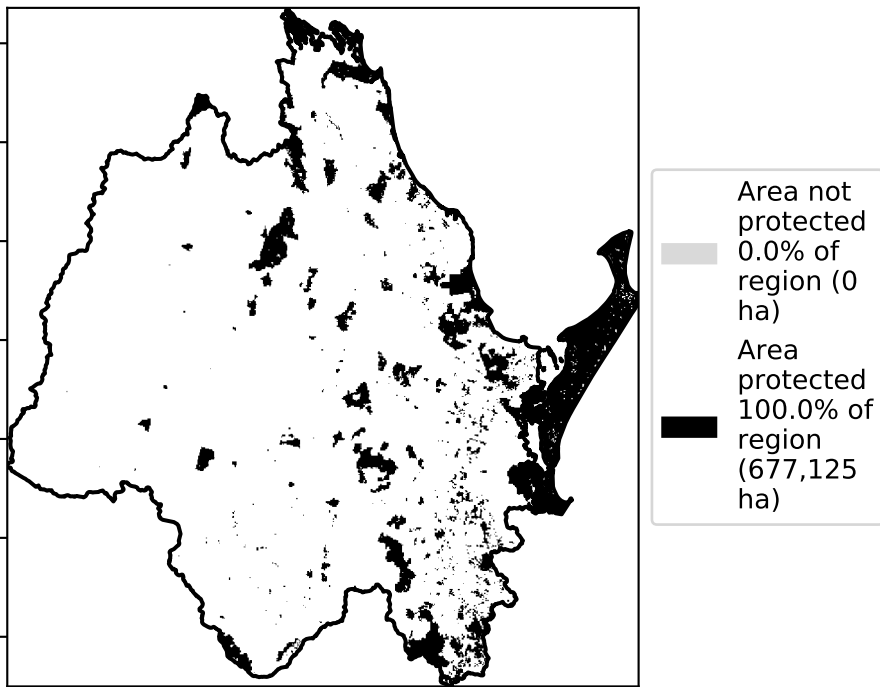 Area not
protected
0.0% of
region (0
ha)
Area
protected
100.0% of
region
(677,125
ha)